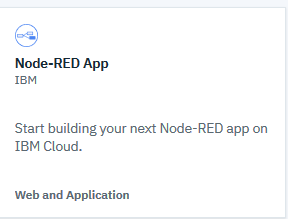 Node-RED App
IBM
Start building your next Node-RED app on
IBM Cloud.
Web and Application